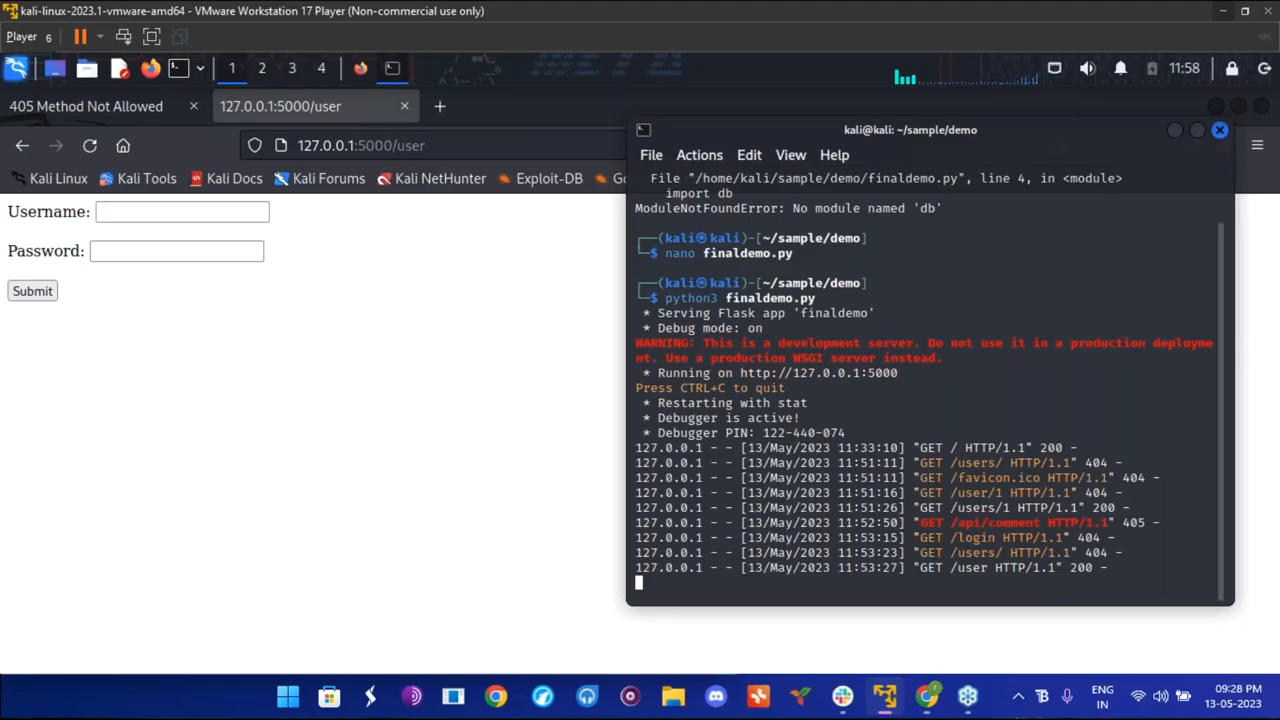 kali-linux-2023.1-vmware-amd64 - VMware Workstation 17 Player (Non-commercial use only)
Player 6
1 2 3 4
11:58
405 Method Not Allowed
127.0.0.1:5000/user
127.0.0.1:5000/user
Kali Linux Kali Tools Kali Docs Kali Forums Kali NetHunter Exploit-DB Go
Username:
Password:
Submit
kali@kali: ~/sample/demo
File Actions Edit View Help
File "/home/kali/sample/demo/finaldemo.py", line 4, in <module>
import db
ModuleNotFoundError: No module named 'db'
┌──(kali㉿kali)-[~/sample/demo]
└─$ nano finaldemo.py
┌──(kali㉿kali)-[~/sample/demo]
└─$ python3 finaldemo.py
* Serving Flask app 'finaldemo'
* Debug mode: on
WARNING: This is a development server. Do not use it in a production deployme
nt. Use a production WSGI server instead.
* Running on http://127.0.0.1:5000
Press CTRL+C to quit
* Restarting with stat
* Debugger is active!
* Debugger PIN: 122-440-074
127.0.0.1 - - [13/May/2023 11:33:10] "GET / HTTP/1.1" 200 -
127.0.0.1 - - [13/May/2023 11:51:11] "GET /users/ HTTP/1.1" 404 -
127.0.0.1 - - [13/May/2023 11:51:11] "GET /favicon.ico HTTP/1.1" 404 -
127.0.0.1 - - [13/May/2023 11:51:16] "GET /user/1 HTTP/1.1" 404 -
127.0.0.1 - - [13/May/2023 11:51:26] "GET /users/1 HTTP/1.1" 200 -
127.0.0.1 - - [13/May/2023 11:52:50] "GET /api/comment HTTP/1.1" 405 -
127.0.0.1 - - [13/May/2023 11:53:15] "GET /login HTTP/1.1" 404 -
127.0.0.1 - - [13/May/2023 11:53:23] "GET /users/ HTTP/1.1" 404 -
127.0.0.1 - - [13/May/2023 11:53:27] "GET /user HTTP/1.1" 200 -
ENG
IN
09:28 PM
13-05-2023